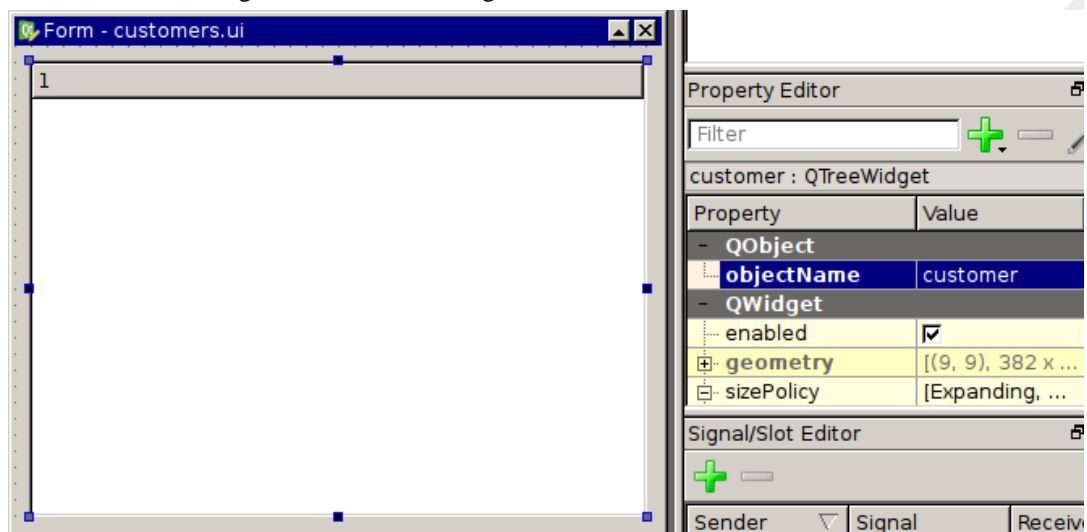 Form - customers.ui
1
Property Editor
Filter
customer : QTreeWidget
Property Value
QObject
objectName customer
QWidget
enabled
geometry [(9, 9), 382 x ...
sizePolicy [Expanding, ...
Signal/Slot Editor
Sender Signal